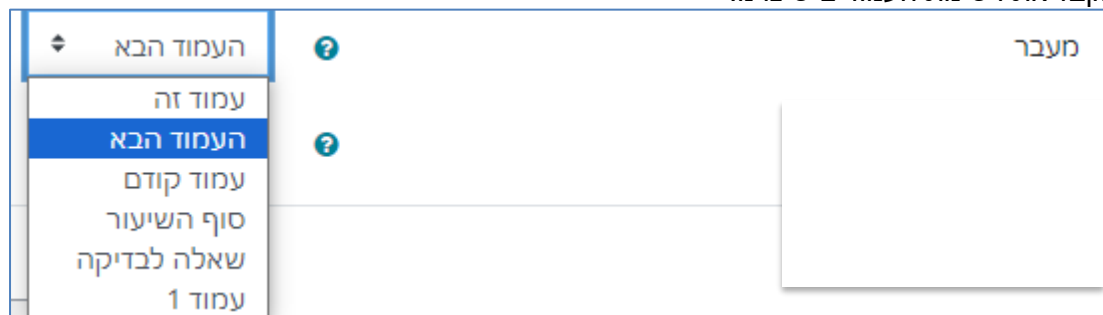 מעבר העמוד הבא
עמוד זה
העמוד הבא
עמוד קודם
סוף השיעור
שאלה לבדיקה
עמוד 1